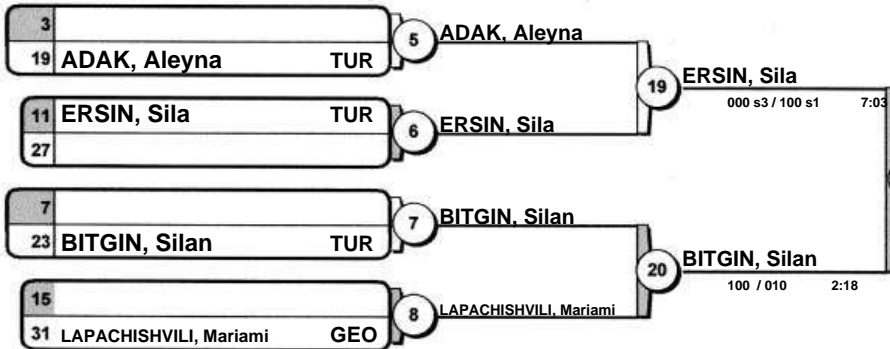 3
19 ADAK, Aleyna TUR
5 ADAK, Aleyna
11 ERSIN, Sila TUR
27
6 ERSIN, Sila
19 ERSIN, Sila
000 s3 / 100 s1 7:03
7
23 BITGIN, Silan TUR
7 BITGIN, Silan
15
31 LAPACHISHVILI, Mariami GEO
8 LAPACHISHVILI, Mariami
20 BITGIN, Silan
100 / 010 2:18